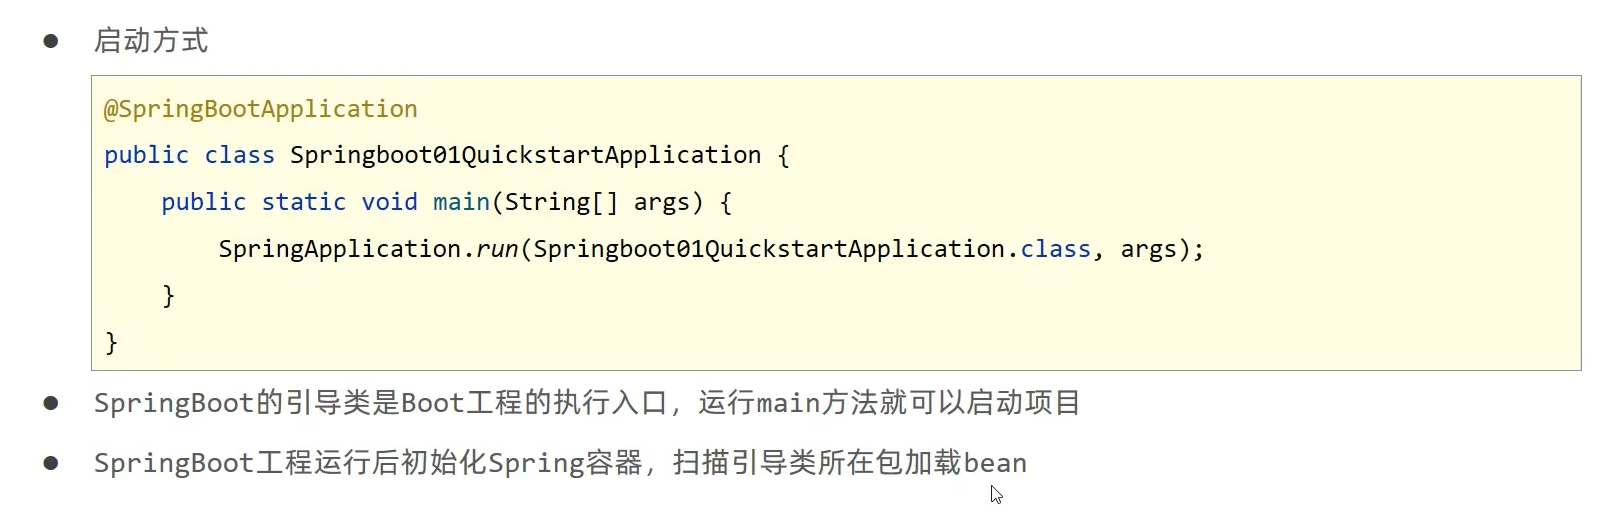 ● 启动方式
@SpringBootApplication
public class Springboot01QuickstartApplication {
    public static void main(String[] args) {
        SpringApplication.run(Springboot01QuickstartApplication.class, args);
    }
}
● SpringBoot的引导类是Boot工程的执行入口，运行main方法就可以启动项目
● SpringBoot工程运行后初始化Spring容器，扫描引导类所在包加载bean